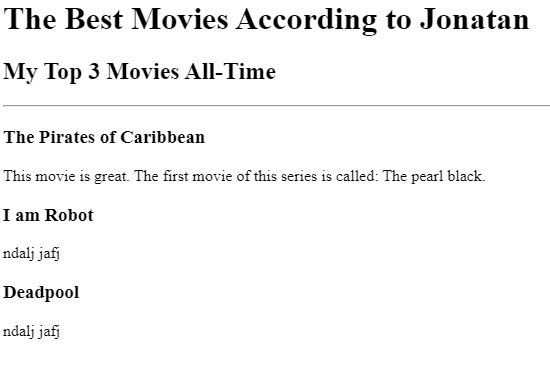 The Best Movies According to Jonatan
My Top 3 Movies All-Time
The Pirates of Caribbean
This movie is great. The first movie of this series is called: The pearl black.
I am Robot
ndalj jafj
Deadpool
ndalj jafj